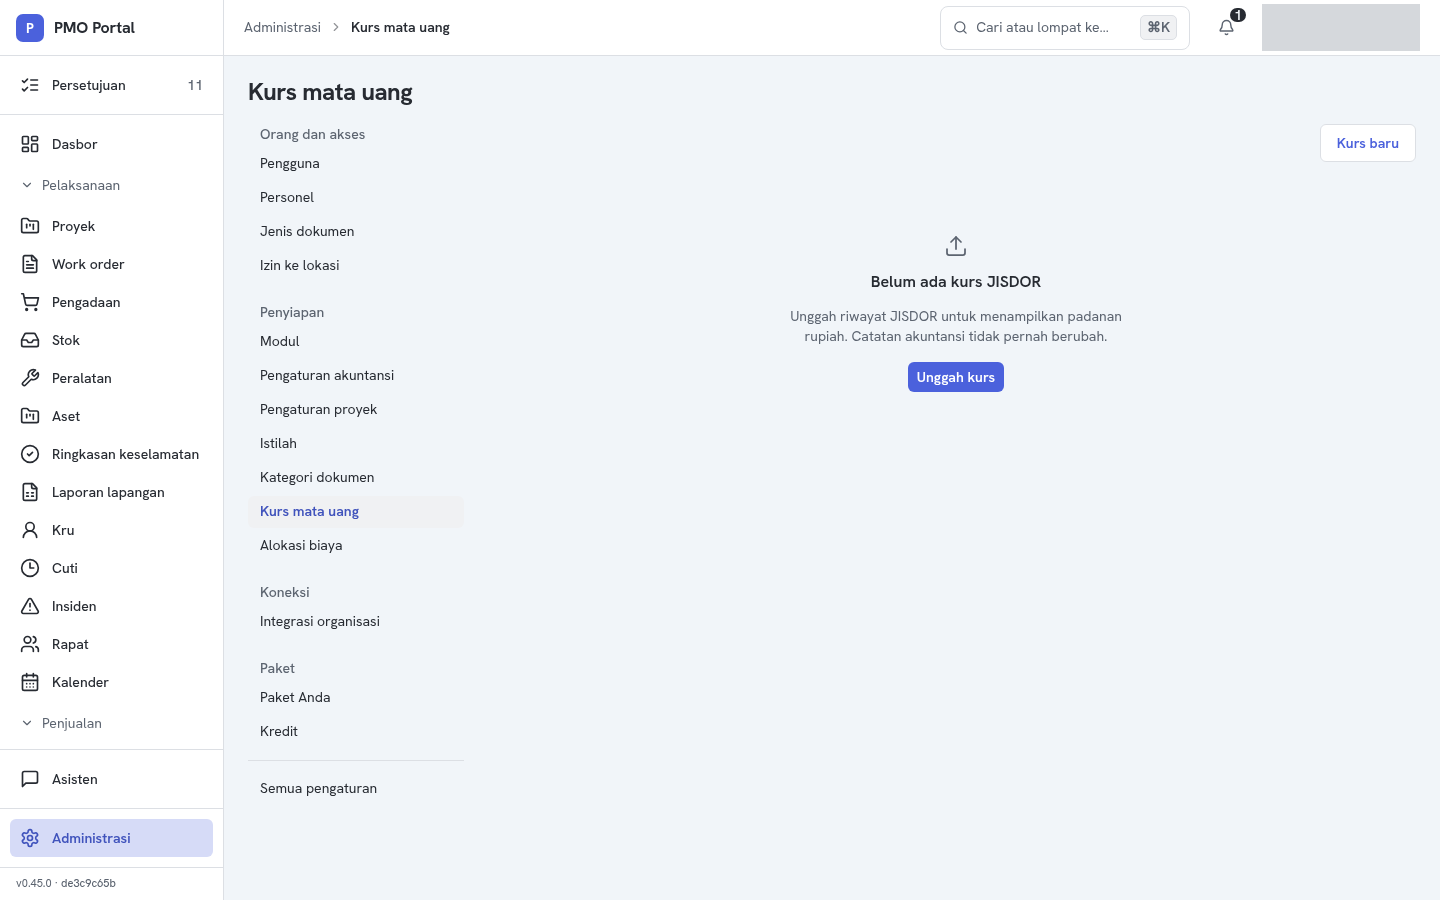 P
PMO Portal
Administrasi
Kurs mata uang
Cari atau lompat ke...
⌘K
1
Persetujuan
11
Dasbor
Pelaksanaan
Proyek
Work order
Pengadaan
Stok
Peralatan
Aset
Ringkasan keselamatan
Laporan lapangan
Kru
Cuti
Insiden
Rapat
Kalender
Penjualan
Asisten
Administrasi
v0.45.0 · de3c9c65b
Kurs mata uang
Orang dan akses
Pengguna
Personel
Jenis dokumen
Izin ke lokasi
Penyiapan
Modul
Pengaturan akuntansi
Pengaturan proyek
Istilah
Kategori dokumen
Kurs mata uang
Alokasi biaya
Koneksi
Integrasi organisasi
Paket
Paket Anda
Kredit
Semua pengaturan
Kurs baru
Belum ada kurs JISDOR
Unggah riwayat JISDOR untuk menampilkan padanan
rupiah. Catatan akuntansi tidak pernah berubah.
Unggah kurs